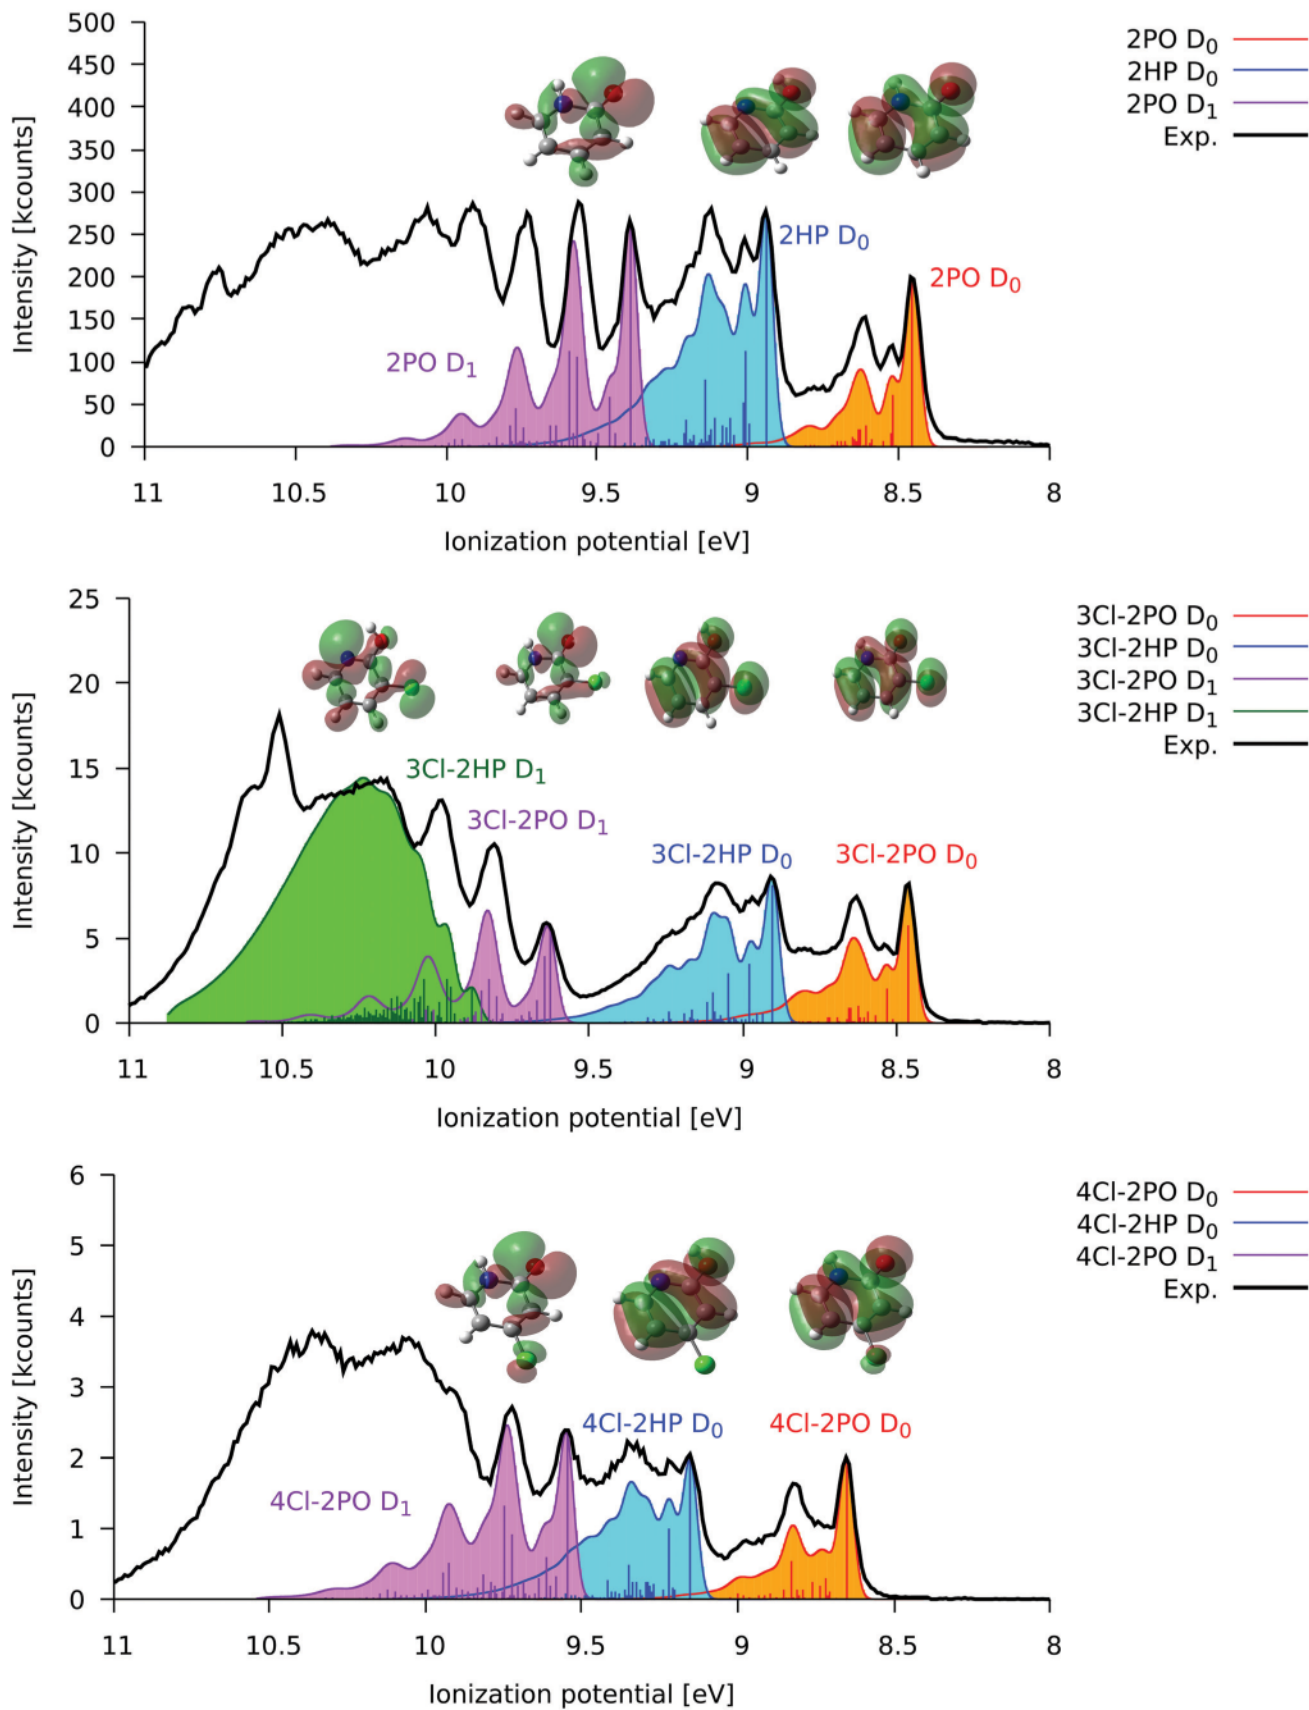 500
450
400
350
300
250
200
150
100
50
0
Intensity [kcounts]
2PO D₀
2HP D₀
2PO D₁
Exp.
2HP D₀
2PO D₀
2PO D₁
11 10.5 10 9.5 9 8.5 8
Ionization potential [eV]
25
20
15
10
5
0
Intensity [kcounts]
3Cl-2PO D₀
3Cl-2HP D₀
3Cl-2PO D₁
3Cl-2HP D₁
Exp.
3Cl-2HP D₁
3Cl-2PO D₁
3Cl-2HP D₀
3Cl-2PO D₀
11 10.5 10 9.5 9 8.5 8
Ionization potential [eV]
6
5
4
3
2
1
0
Intensity [kcounts]
4Cl-2PO D₀
4Cl-2HP D₀
4Cl-2PO D₁
Exp.
4Cl-2HP D₀
4Cl-2PO D₀
4Cl-2PO D₁
11 10.5 10 9.5 9 8.5 8
Ionization potential [eV]